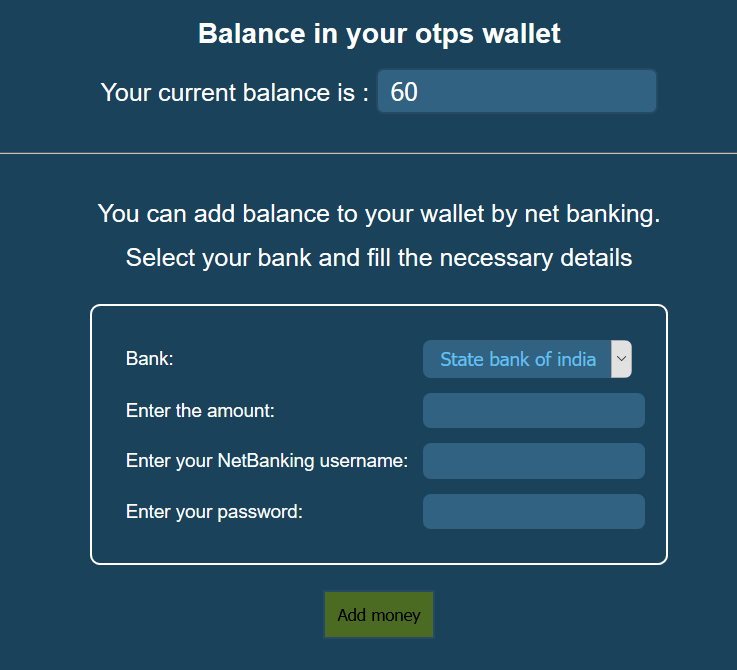 Balance in your otps wallet
Your current balance is : 60
You can add balance to your wallet by net banking.
Select your bank and fill the necessary details
Bank: State bank of india
Enter the amount:
Enter your NetBanking username:
Enter your password:
Add money